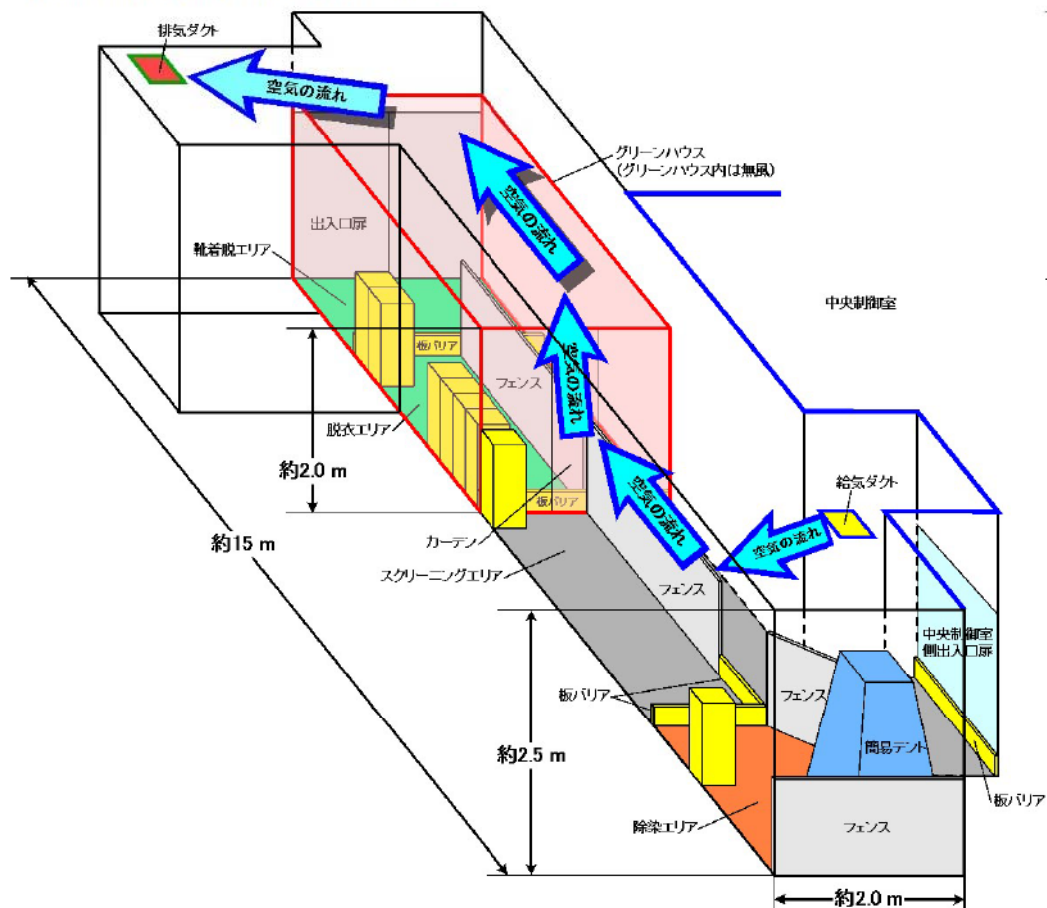 排気ダクト
空気の流れ
グリーンハウス
(グリーンハウス内は無風)
空気の流れ
出入口扉
靴着脱エリア
中央制御室
板バリア
フェンス
空気の流れ
脱衣エリア
約2.0 m
給気ダクト
板バリア
空気の流れ
空気の流れ
カーテン
約15 m
スクリーニングエリア
フェンス
中央制御室
側出入口扉
板バリア
フェンス
簡易テント
約2.5 m
板バリア
除染エリア
フェンス
約2.0 m